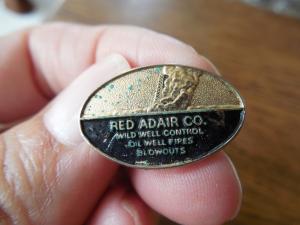 RED ADAIR CO.
WILD WELL CONTROL
OIL WELL FIRES
BLOWOUTS